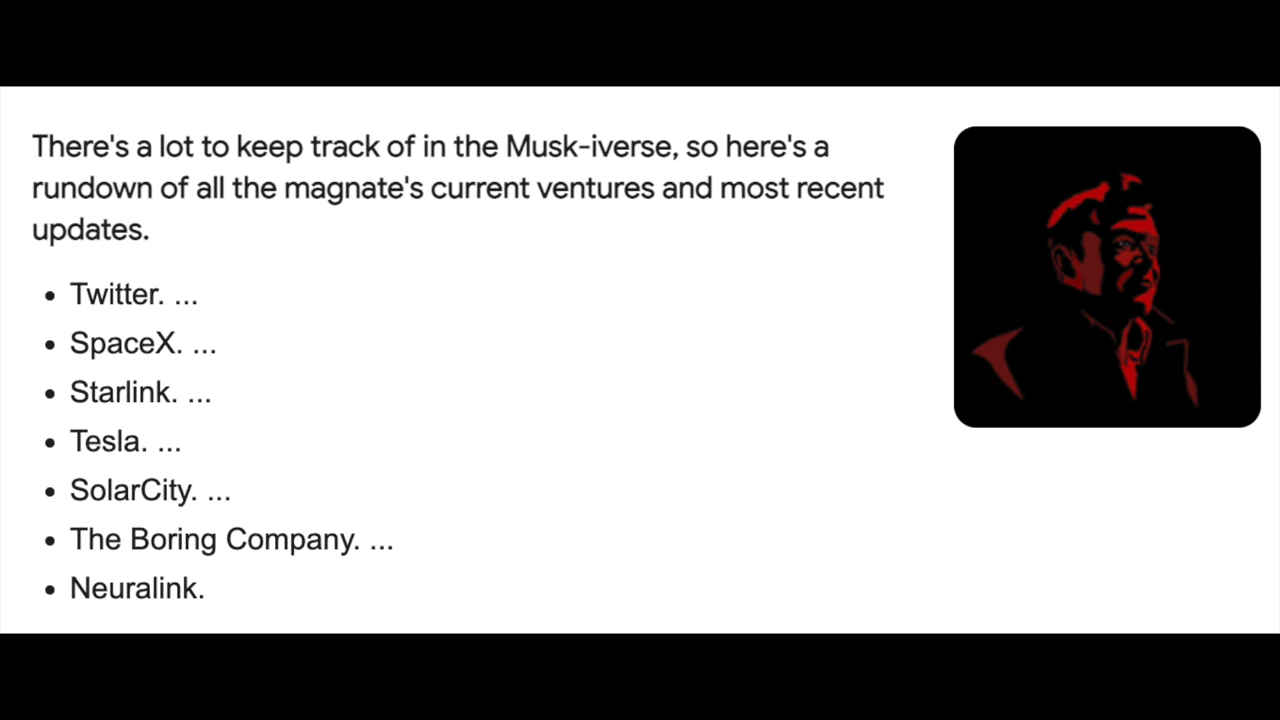 There's a lot to keep track of in the Musk-iverse, so here's a
rundown of all the magnate's current ventures and most recent
updates.
• Twitter. ...
• SpaceX. ...
• Starlink. ...
• Tesla. ...
• SolarCity. ...
• The Boring Company. ...
• Neuralink.